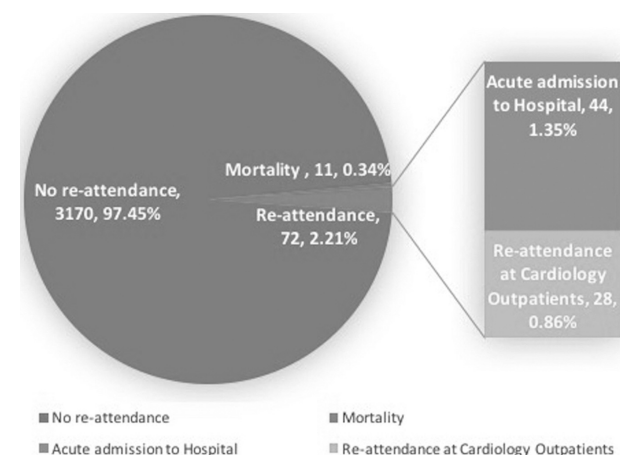 Mortality , 11, 0.34%
No re-attendance,
3170, 97.45%
Re-attendance,
72, 2.21%
Acute admission
to Hospital, 44,
1.35%
Re-attendance
at Cardiology
Outpatients, 28,
0.86%
No re-attendance
Mortality
Acute admission to Hospital
Re-attendance at Cardiology Outpatients